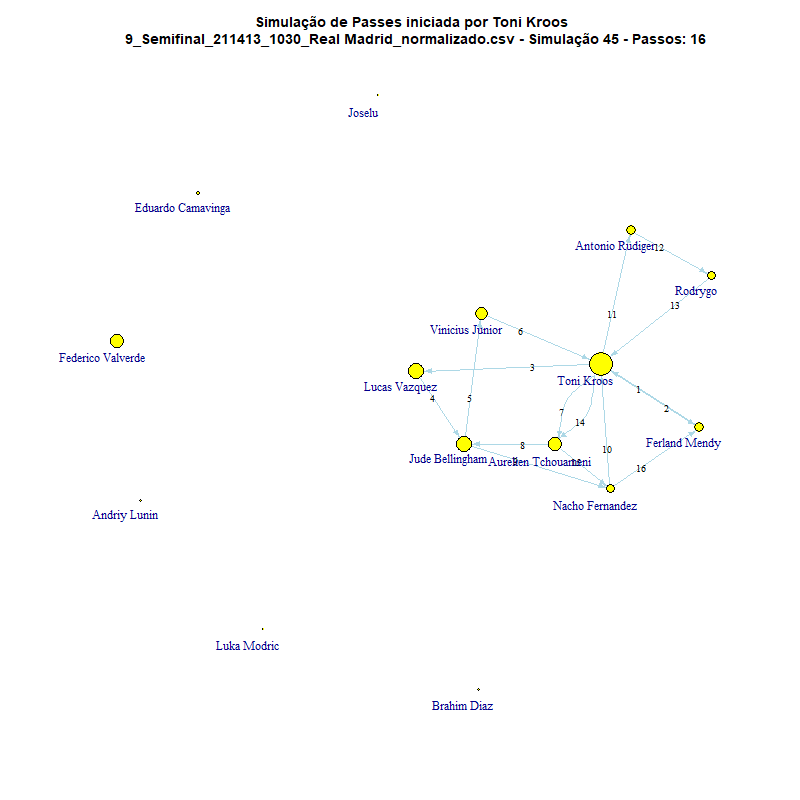 Simulação de Passes iniciada por Toni Kroos
9_Semifinal_211413_1030_Real Madrid_normalizado.csv - Simulação 45 - Passos: 16
Joselu
Eduardo Camavinga
Antonio Rudiger
12
Rodrygo
13
11
Vinicius Junior
6
Federico Valverde
3
Toni Kroos
Lucas Vazquez
4
5
1
2
7
14
Ferland Mendy
8
10
Jude Bellingham
Aurelien Tchouameni
16
Nacho Fernandez
Andriy Lunin
Luka Modric
Brahim Diaz